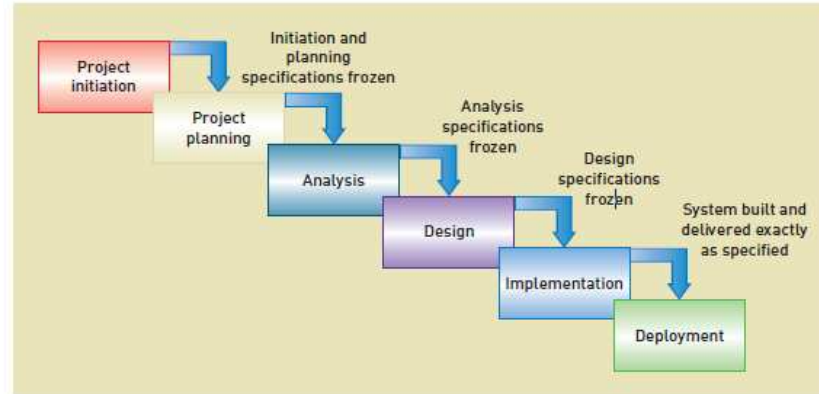 Project
initiation
Initiation and
planning
specifications frozen
Project
planning
Analysis
specifications
frozen
Analysis
Design
specifications
frozen
Design
System built and
delivered exactly
as specified
Implementation
Deployment